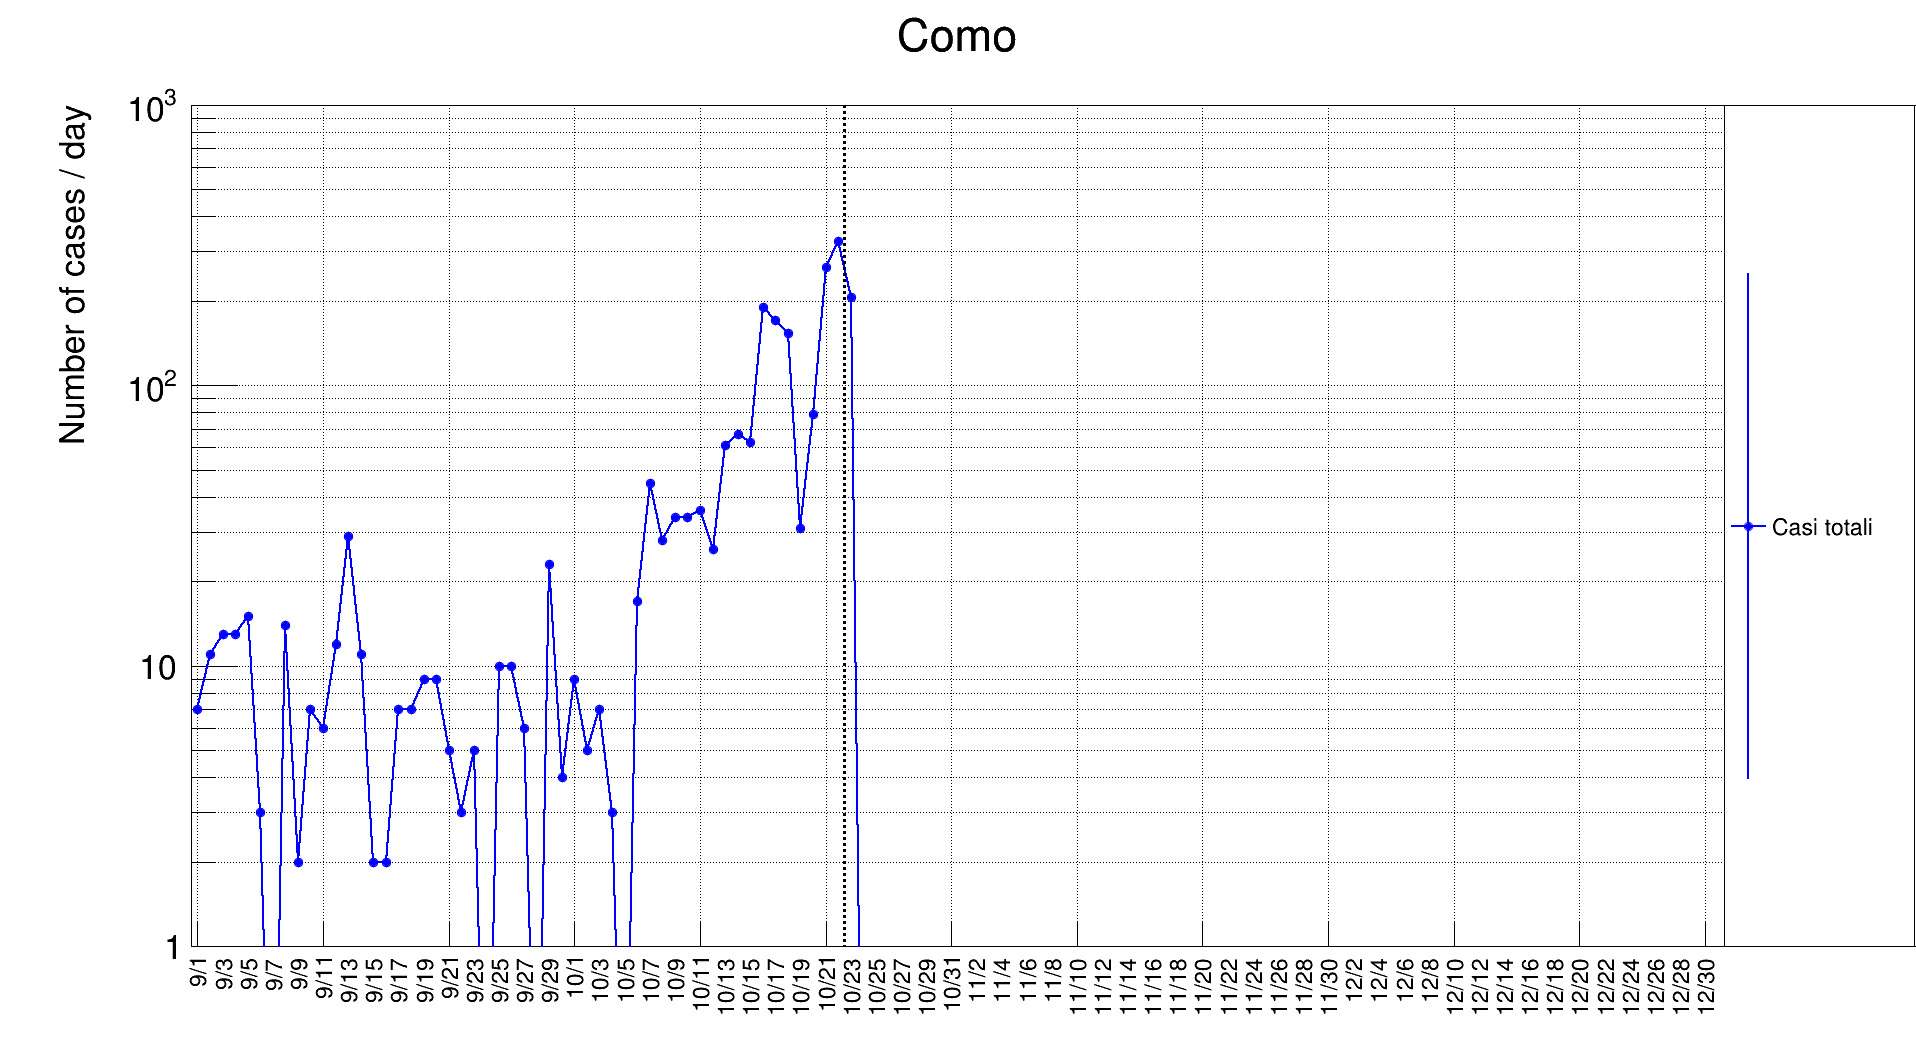 Como
Number of cases / day
10³
10²
10
1
9/1 9/3 9/5 9/7 9/9 9/11 9/13 9/15 9/17 9/19 9/21 9/23 9/25 9/27 9/29 10/1 10/3 10/5 10/7 10/9 10/11 10/13 10/15 10/17 10/19 10/21 10/23 10/25 10/27 10/29 10/31 11/2 11/4 11/6 11/8 11/10 11/12 11/14 11/16 11/18 11/20 11/22 11/24 11/26 11/28 11/30 12/2 12/4 12/6 12/8 12/10 12/12 12/14 12/16 12/18 12/20 12/22 12/24 12/26 12/28 12/30
Casi totali